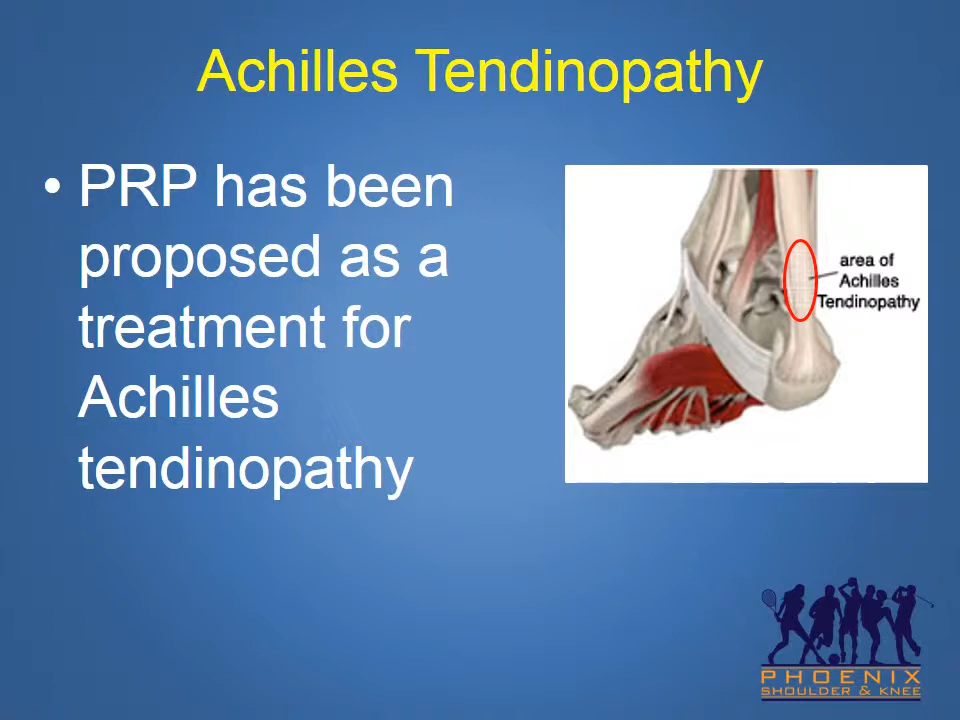 Achilles Tendinopathy
• PRP has been
proposed as a
treatment for
Achilles
tendinopathy
area of
Achilles
Tendinopathy
PHOENIX
SHOULDER & KNEE